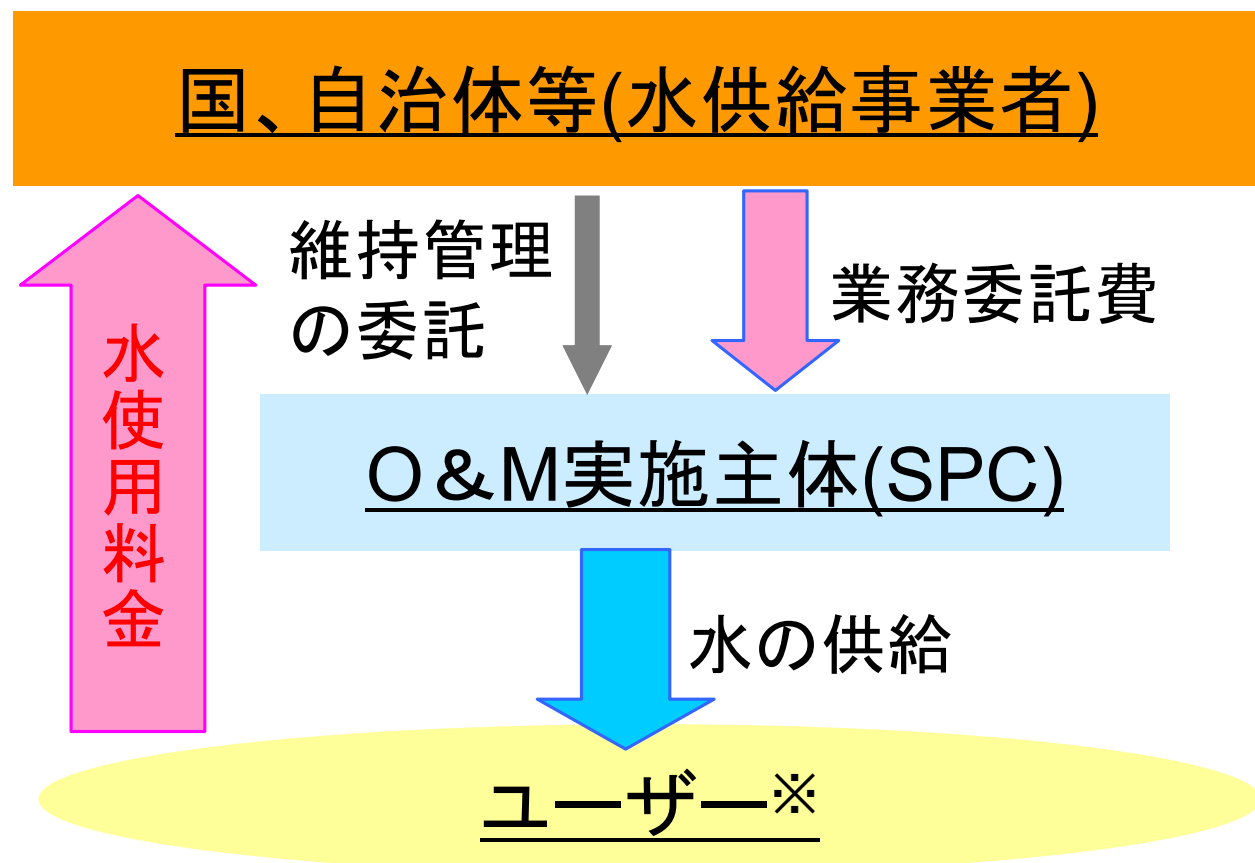 国、自治体等(水供給事業者)
維持管理
の委託
業務委託費
水使用料金
O&M実施主体(SPC)
水の供給
ユーザー※